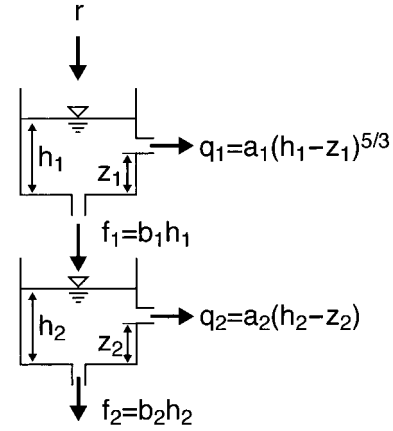 r
h₁
z₁
q₁=a₁(h₁−z₁)⁵/³
f₁=b₁h₁
h₂
z₂
q₂=a₂(h₂−z₂)
f₂=b₂h₂